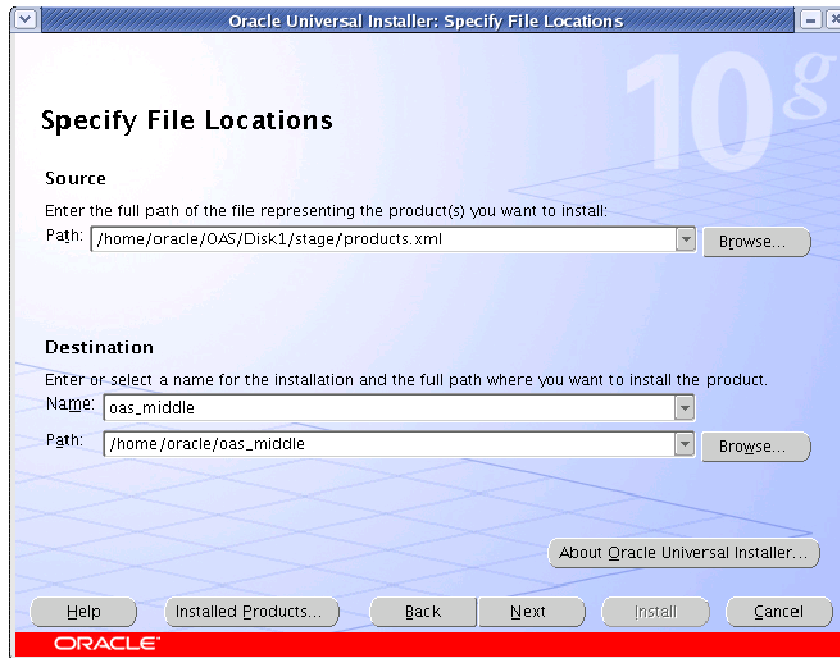 Oracle Universal Installer: Specify File Locations
10g
Specify File Locations
Source
Enter the full path of the file representing the product(s) you want to install:
Path: /home/oracle/OAS/Disk1/stage/products.xml Browse...
Destination
Enter or select a name for the installation and the full path where you want to install the product.
Name: oas_middle
Path: /home/oracle/oas_middle Browse...
About Oracle Universal Installer...
Help Installed Products... Back Next Install Cancel
ORACLE